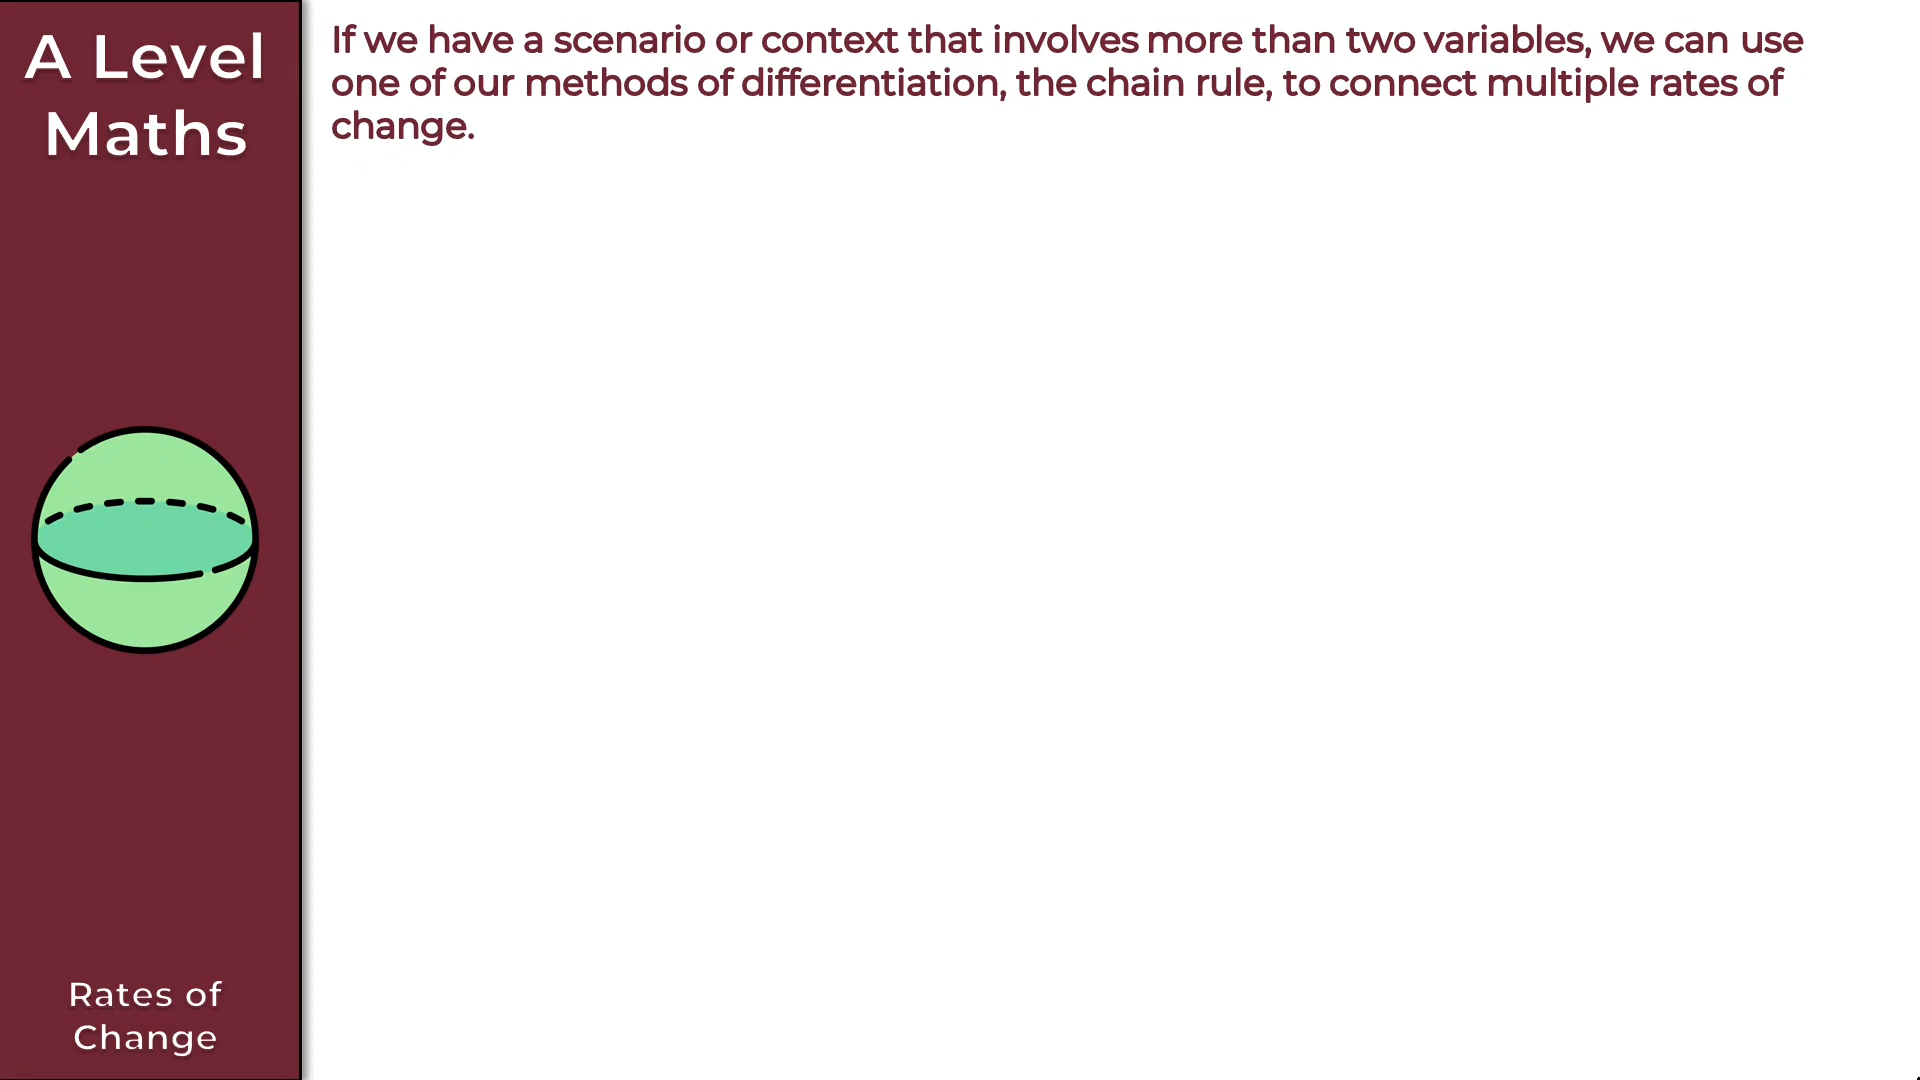 A Level
Maths
If we have a scenario or context that involves more than two variables, we can use
one of our methods of differentiation, the chain rule, to connect multiple rates of
change.
Rates of
Change